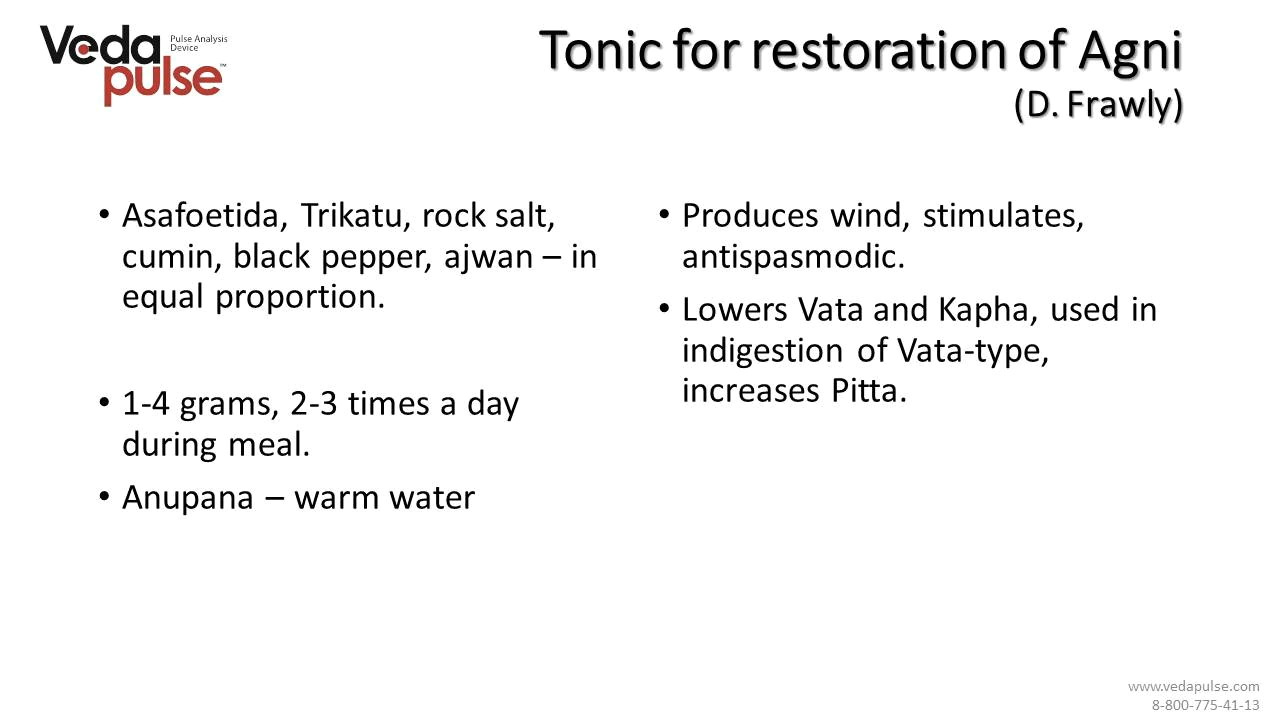 Veda
pulse™
Pulse Analysis
Device
Tonic for restoration of Agni
(D. Frawly)
• Asafoetida, Trikatu, rock salt,
cumin, black pepper, ajwan – in
equal proportion.
• 1-4 grams, 2-3 times a day
during meal.
• Anupana – warm water
• Produces wind, stimulates,
antispasmodic.
• Lowers Vata and Kapha, used in
indigestion of Vata-type,
increases Pitta.
www.vedapulse.com
8-800-775-41-13